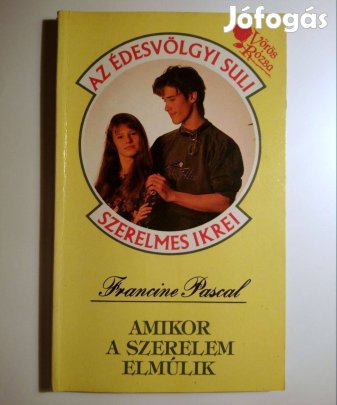 Jófogás
Vörös
Rózsa
AZ ÉDESVÖLGYI SULI
SZERELMES IKREI
Francine Pascal
AMIKOR
A SZERELEM
ELMÚLIK